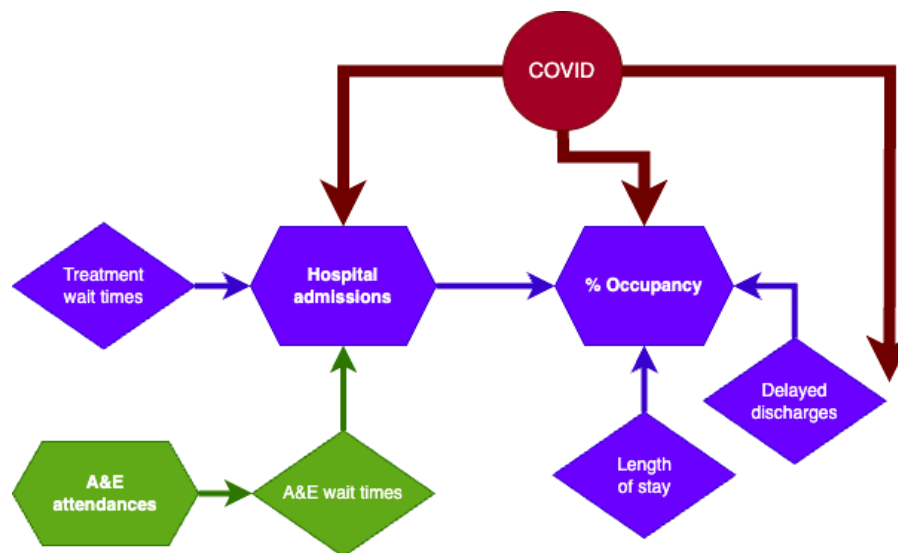 COVID
Treatment
wait times
Hospital
admissions
% Occupancy
Delayed
discharges
A&E
attendances
A&E wait times
Length
of stay